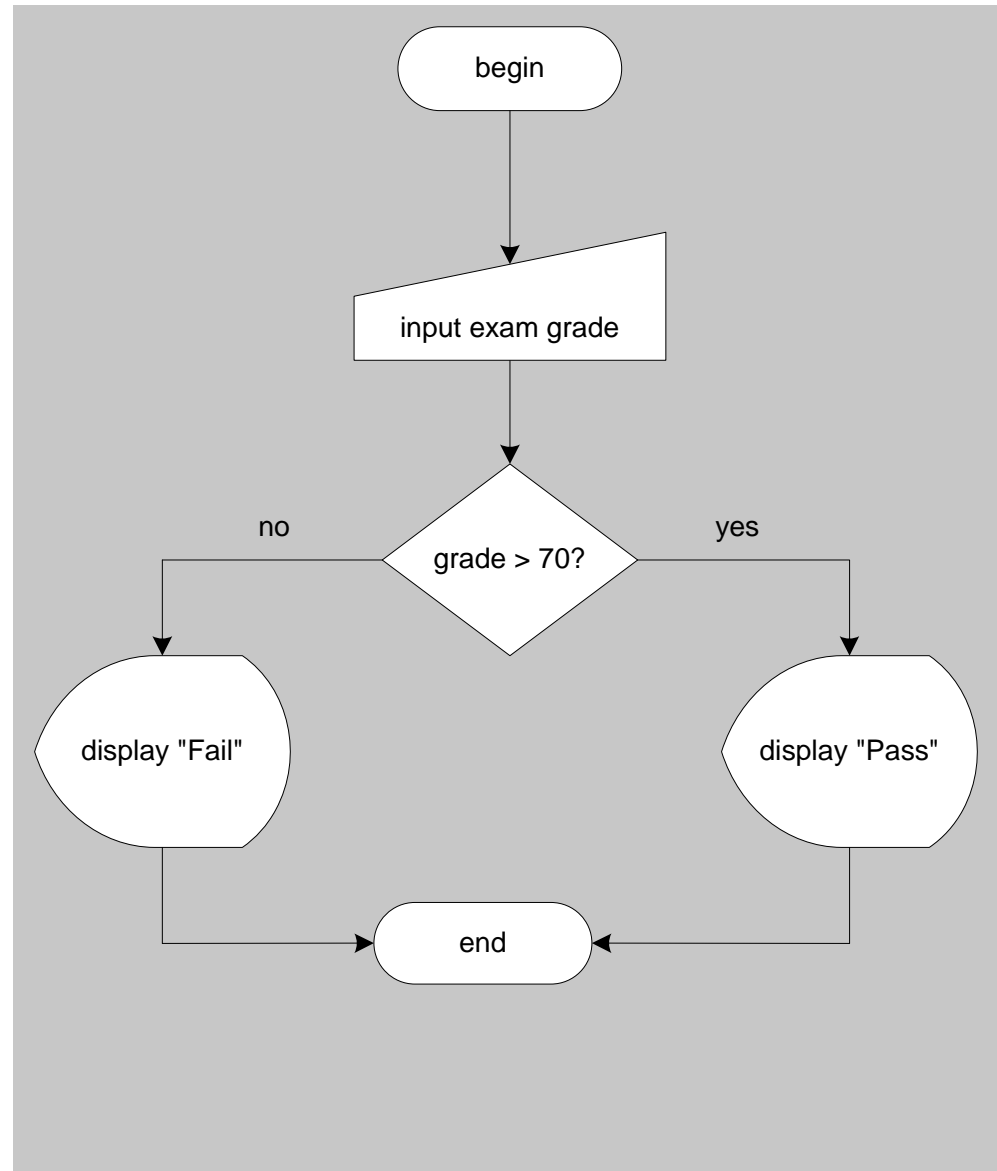 begin
input exam grade
grade > 70?
no
yes
display "Fail"
display "Pass"
end